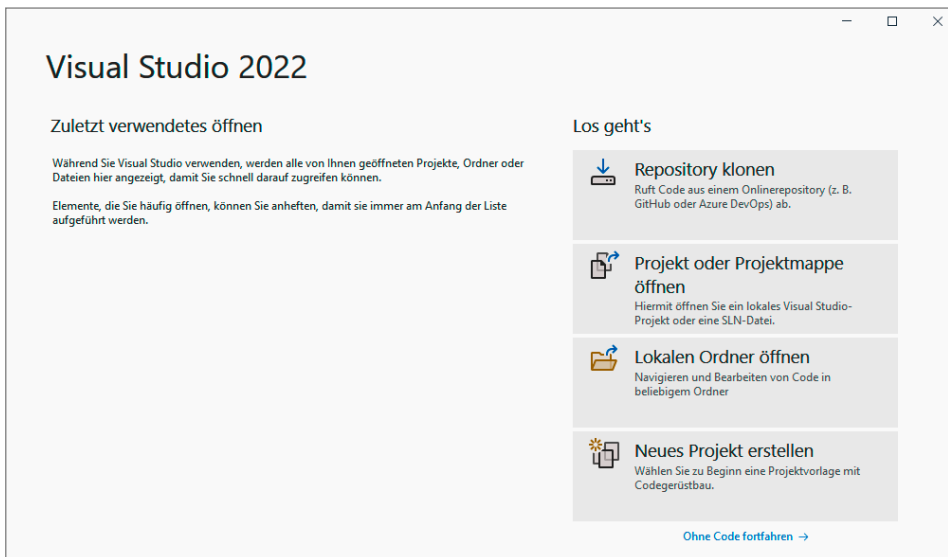 Visual Studio 2022
Zuletzt verwendetes öffnen
Während Sie Visual Studio verwenden, werden alle von Ihnen geöffneten Projekte, Ordner oder
Dateien hier angezeigt, damit Sie schnell darauf zugreifen können.
Elemente, die Sie häufig öffnen, können Sie anheften, damit sie immer am Anfang der Liste
aufgeführt werden.
Los geht's
Repository klonen
Ruft Code aus einem Onlinerepository (z. B.
GitHub oder Azure DevOps) ab.
Projekt oder Projektmappe
öffnen
Hiermit öffnen Sie ein lokales Visual Studio-
Projekt oder eine SLN-Datei.
Lokalen Ordner öffnen
Navigieren und Bearbeiten von Code in
beliebigem Ordner
Neues Projekt erstellen
Wählen Sie zu Beginn eine Projektvorlage mit
Codegerüstbau.
Ohne Code fortfahren →